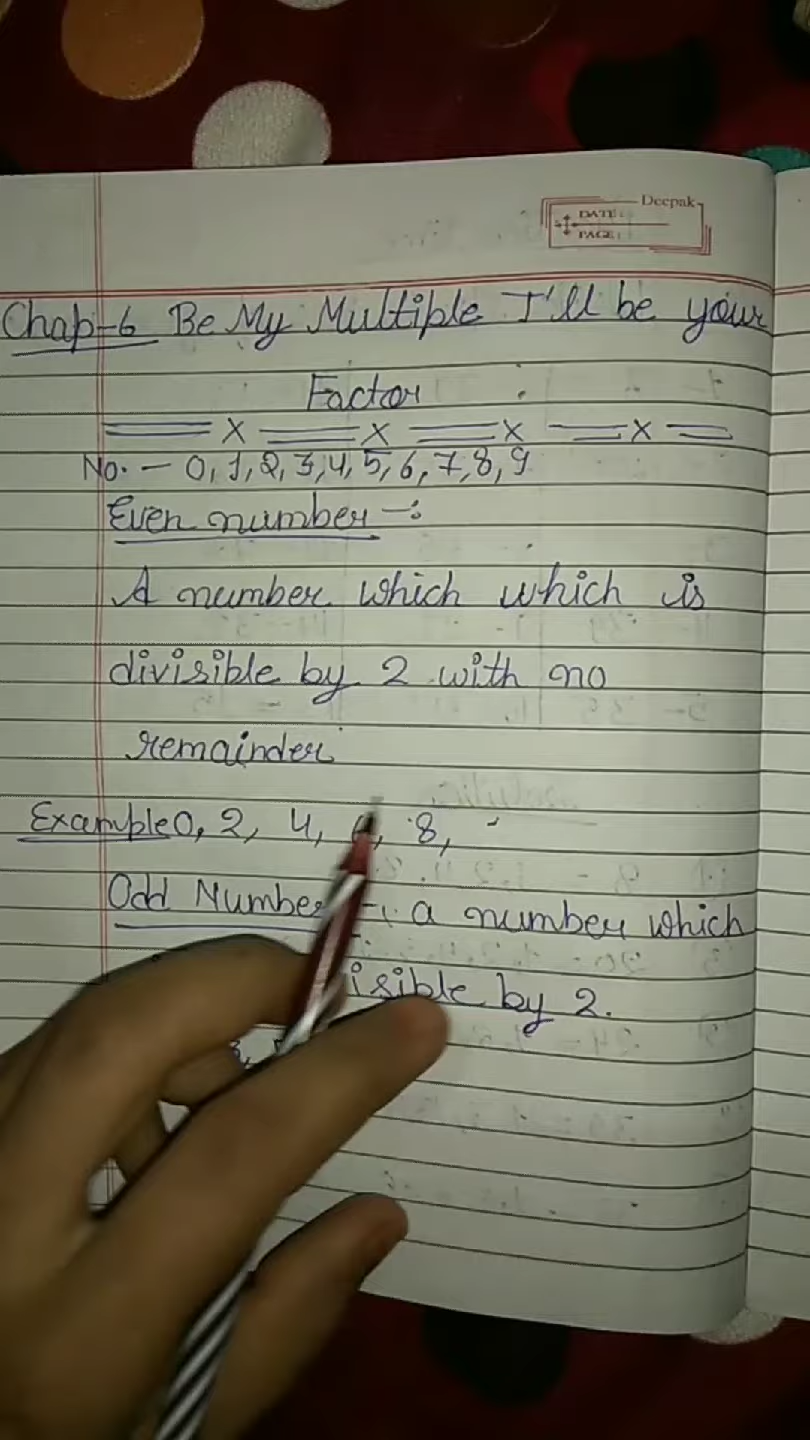 Deepak
DATE :
PAGE :
Chap-6 Be My Multiple I'll be your
Factor
No. - 0, 1, 2, 3, 4, 5, 6, 7, 8, 9
Even number -:
A number which which is
divisible by 2 with no
remainder
Example 0, 2, 4, 8,
Odd Number -: a number which
by 2.